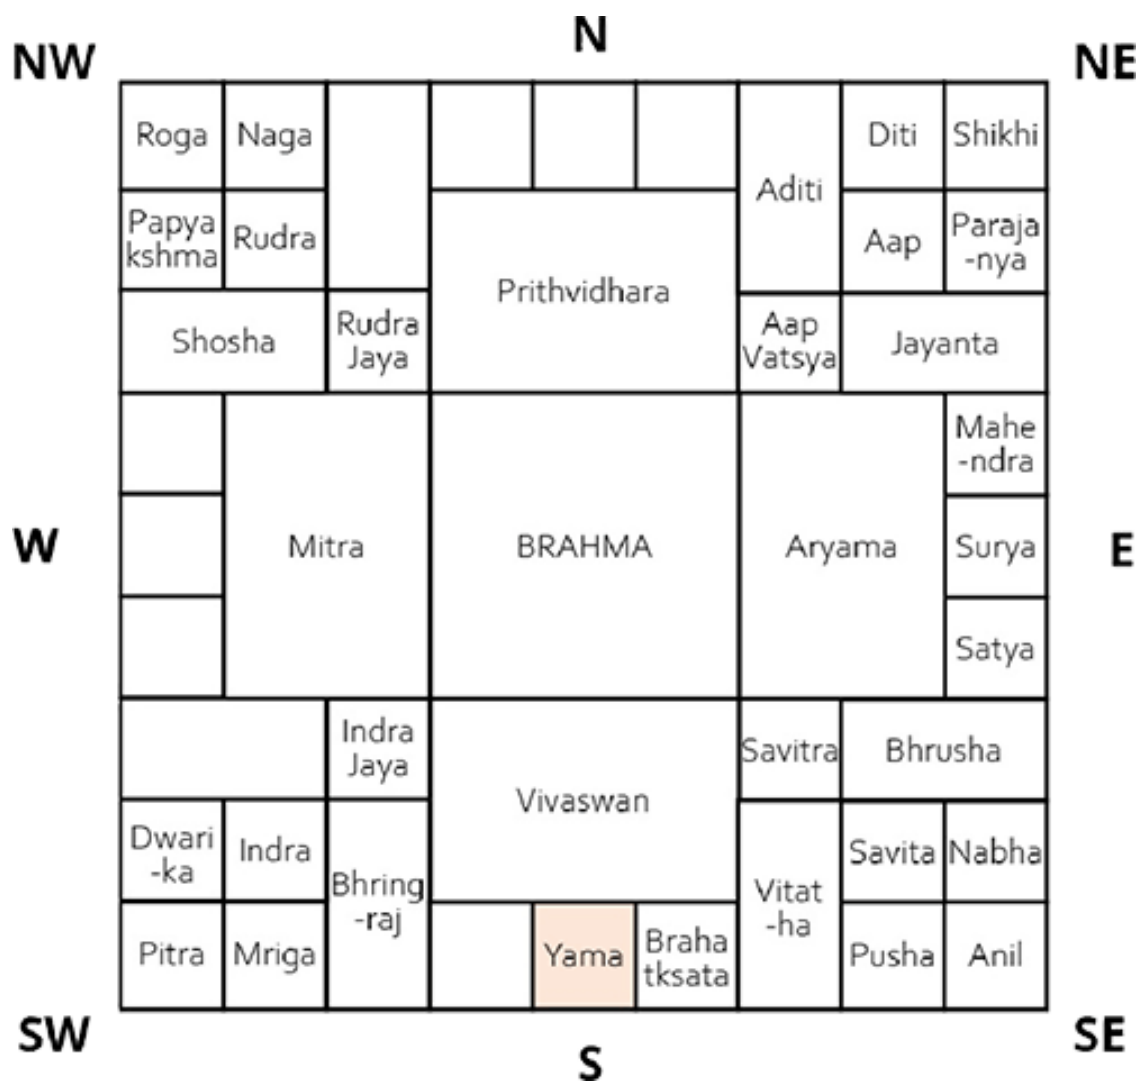 N
NW
NE
Roga
Naga
Aditi
Diti
Shikhi
Papya
kshma
Rudra
Prithvidhara
Aap
Paraja
-nya
Shosha
Rudra
Jaya
Aap
Vatsya
Jayanta
Mahe
-ndra
W
Mitra
BRAHMA
Aryama
Surya
E
Satya
Indra
Jaya
Vivaswan
Savitra
Bhrusha
Dwari
-ka
Indra
Bhring
-raj
Vitat
-ha
Savita
Nabha
Pitra
Mriga
Yama
Braha
tksata
Pusha
Anil
SW
S
SE